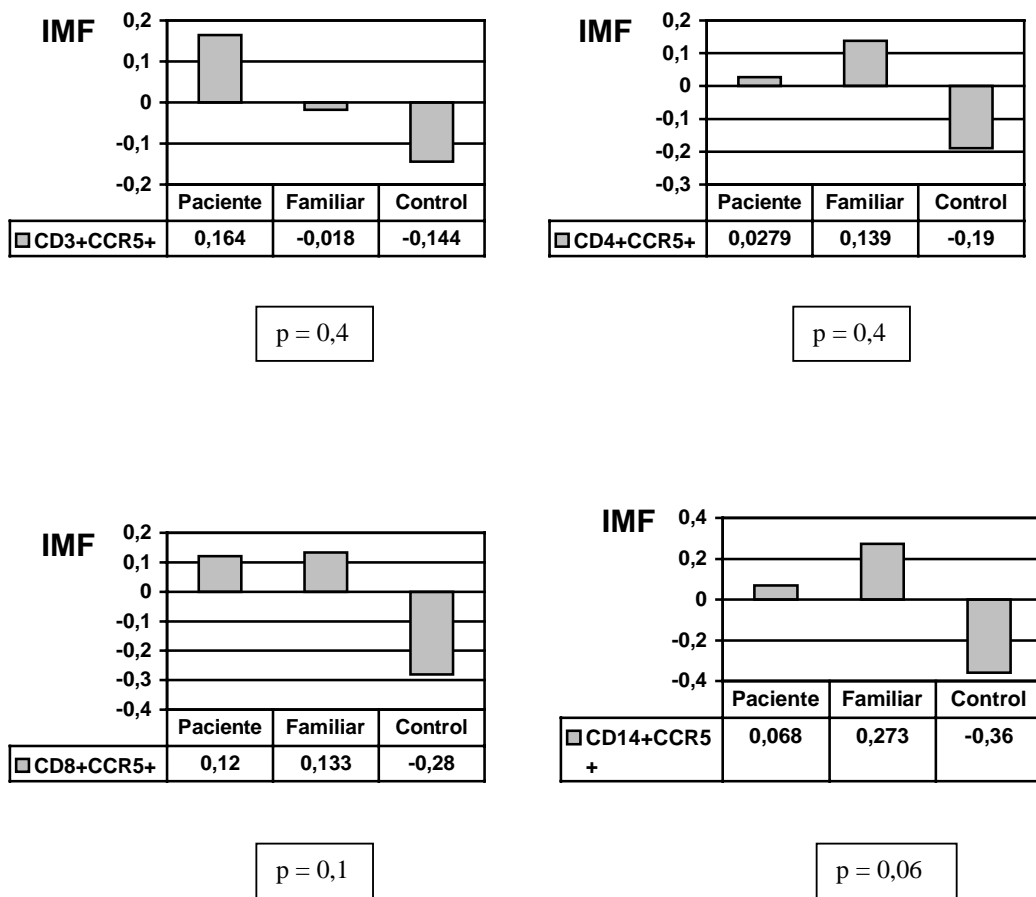 IMF
0,2
0,1
0
-0,1
-0,2
Paciente Familiar Control
CD3+CCR5+ 0,164 -0,018 -0,144
p = 0,4
IMF
0,2
0,1
0
-0,1
-0,2
-0,3
Paciente Familiar Control
CD4+CCR5+ 0,0279 0,139 -0,19
p = 0,4
IMF
0,2
0,1
0
-0,1
-0,2
-0,3
-0,4
Paciente Familiar Control
CD8+CCR5+ 0,12 0,133 -0,28
p = 0,1
IMF
0,4
0,2
0
-0,2
-0,4
Paciente Familiar Control
CD14+CCR5 0,068 0,273 -0,36
+
p = 0,06